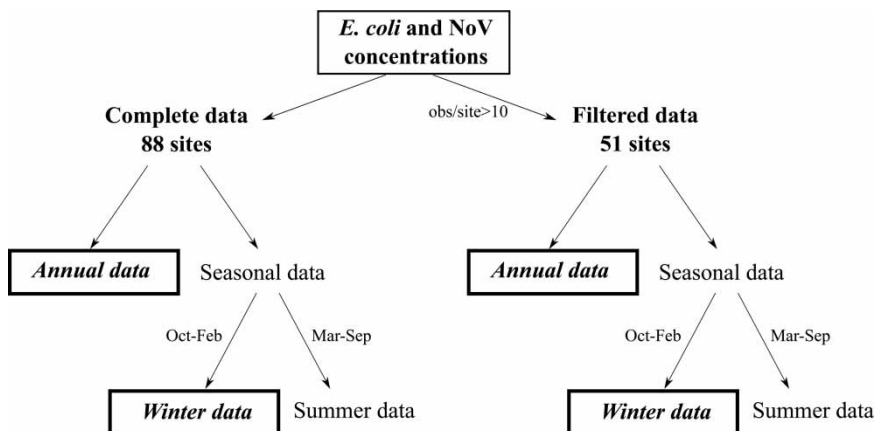 E. coli and NoV
concentrations
obs/site>10
Complete data
88 sites
Filtered data
51 sites
Annual data
Seasonal data
Annual data
Seasonal data
Oct-Feb
Mar-Sep
Oct-Feb
Mar-Sep
Winter data
Summer data
Winter data
Summer data